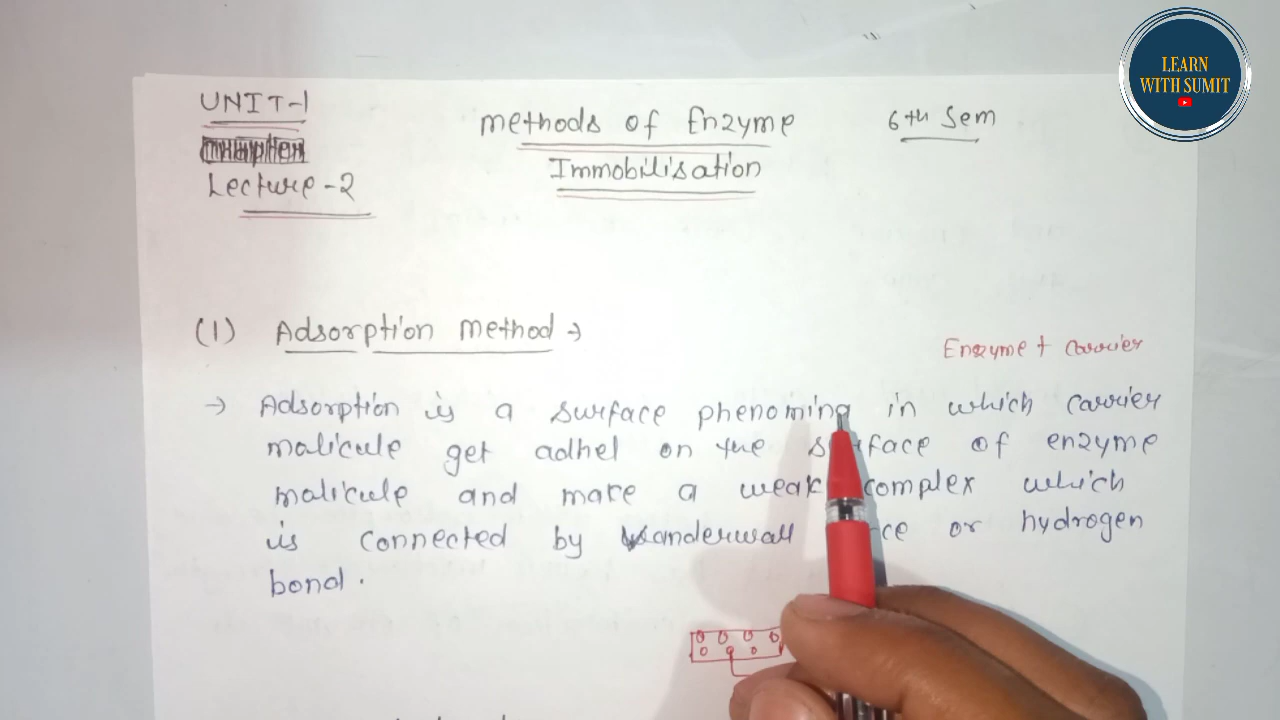 LEARN
WITH SUMIT
UNIT-1
Methods of Enzyme
6th Sem
Immobilisation
Lecture-2
(1) Adsorption Method →
Enzyme + Carrier
→ Adsorption is a surface phenomina in which carrier
malicule get adhel on the surface of enzyme
malicule and make a weak complex which
is connected by Vanderwall or hydrogen
bond.